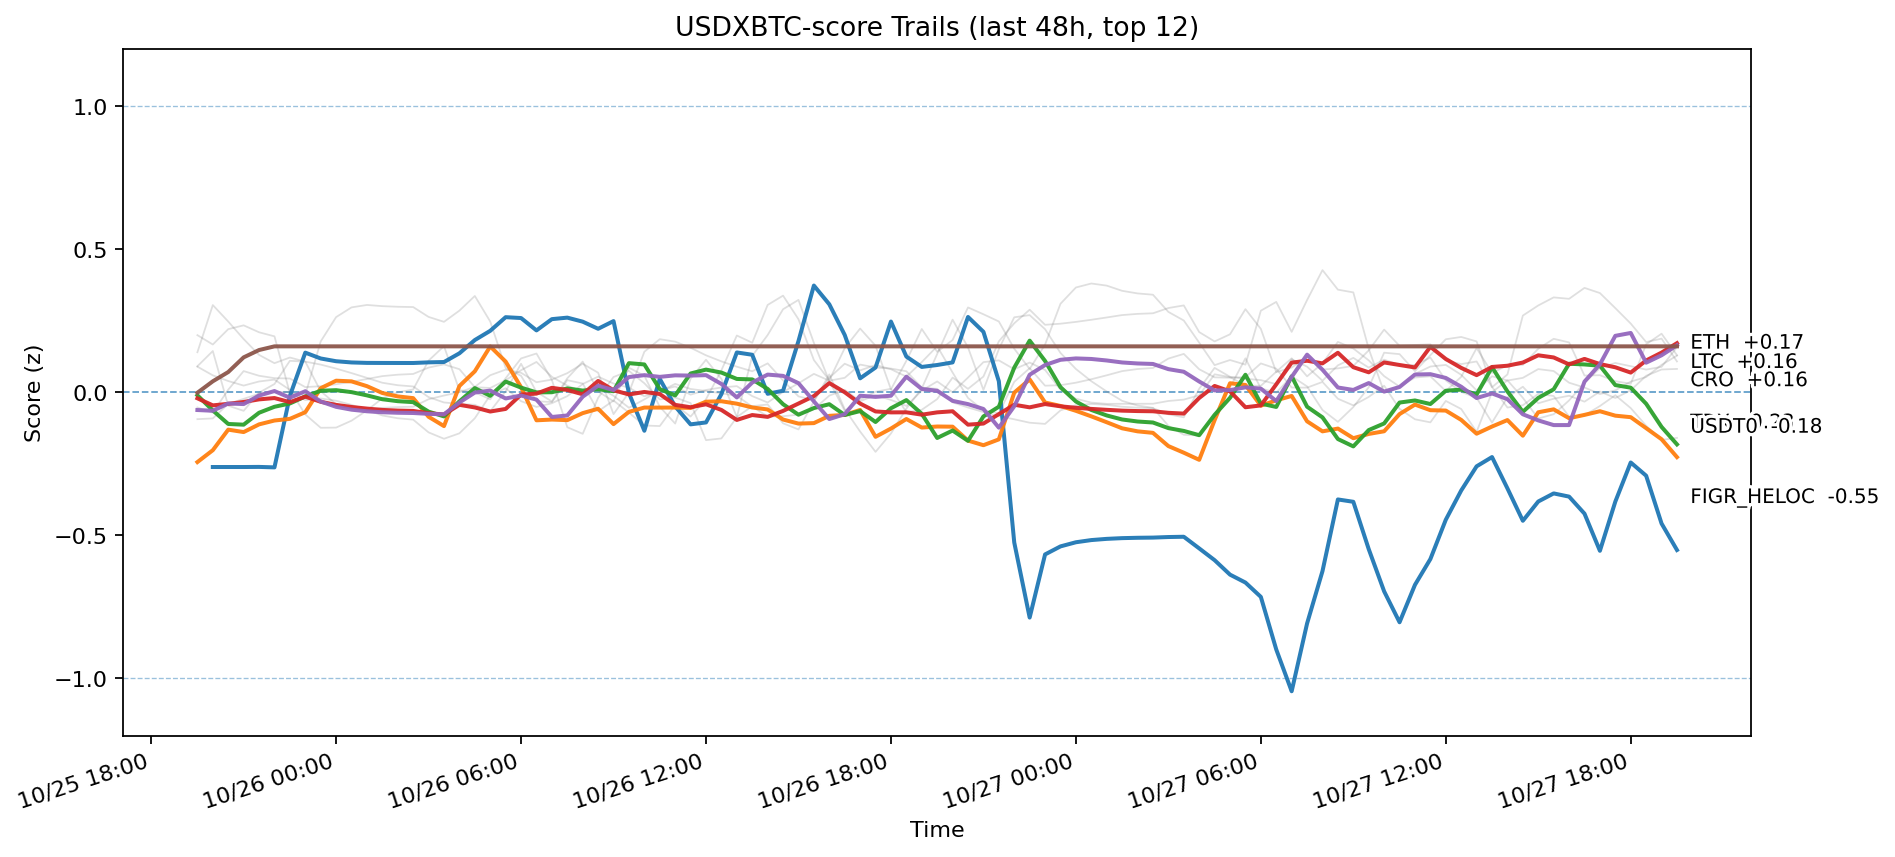 USDXBTC-score Trails (last 48h, top 12)
Score (z)
1.0
0.5
0.0
−0.5
−1.0
ETH +0.17
LTC +0.16
CRO +0.16
USDT0 -0.18
FIGR_HELOC -0.55
10/25 18:00
10/26 00:00
10/26 06:00
10/26 12:00
10/26 18:00
10/27 00:00
10/27 06:00
10/27 12:00
10/27 18:00
Time